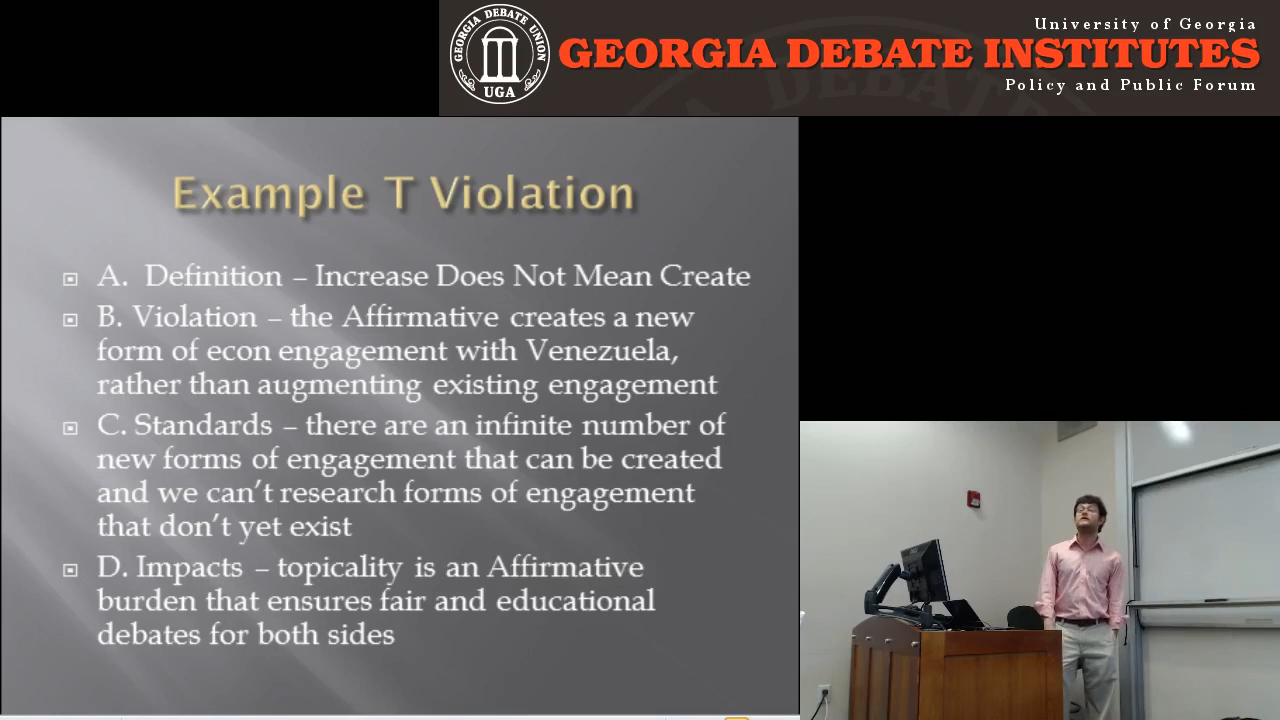 GEORGIA DEBATE UNION
UGA
University of Georgia
GEORGIA DEBATE INSTITUTES
Policy and Public Forum
Example T Violation
A. Definition – Increase Does Not Mean Create
B. Violation – the Affirmative creates a new
form of econ engagement with Venezuela,
rather than augmenting existing engagement
C. Standards – there are an infinite number of
new forms of engagement that can be created
and we can't research forms of engagement
that don't yet exist
D. Impacts – topicality is an Affirmative
burden that ensures fair and educational
debates for both sides